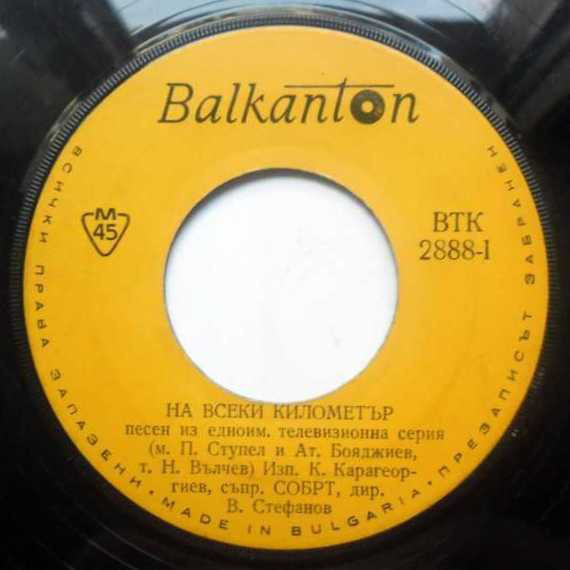 Balkanton
М
45
ВТК
2888-I
НА ВСЕКИ КИЛОМЕТЪР
песен из едноим. телевизионна серия
(м. П. Ступел и Ат. Бояджиев,
т. Н. Вълчев) Изп. К. Карагеор-
гиев, съпр. СОБРТ, дир.
В. Стефанов
ВСИЧКИ ПРАВА ЗАПАЗЕНИ • MADE IN BULGARIA • ПРЕЗАПИСЪТ ЗАБРАНЕН